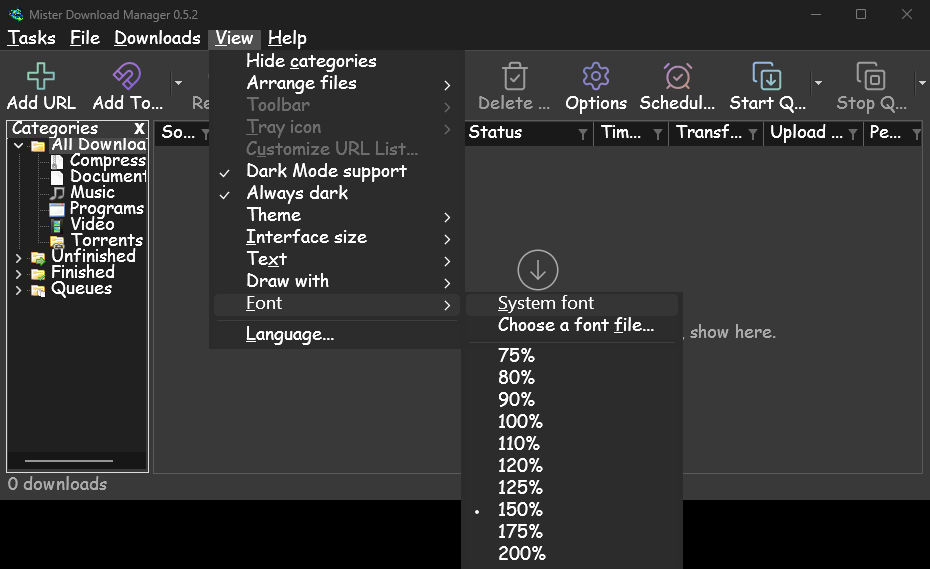 Mister Download Manager 0.5.2
Tasks File Downloads View Help
Add URL
Add To...
Re
Delete ...
Options
Schedul...
Start Q...
Stop Q...
Hide categories
Arrange files
Toolbar
Tray icon
Customize URL List...
Dark Mode support
Always dark
Theme
Interface size
Text
Draw with
Font
Language...
Categories X
All Downloa
Compress
Document
Music
Programs
Video
Torrents
Unfinished
Finished
Queues
So...
Status
Tim...
Transf...
Upload ...
Pe...
System font
Choose a font file...
75%
80%
90%
100%
110%
120%
125%
150%
175%
200%
, show here.
0 downloads